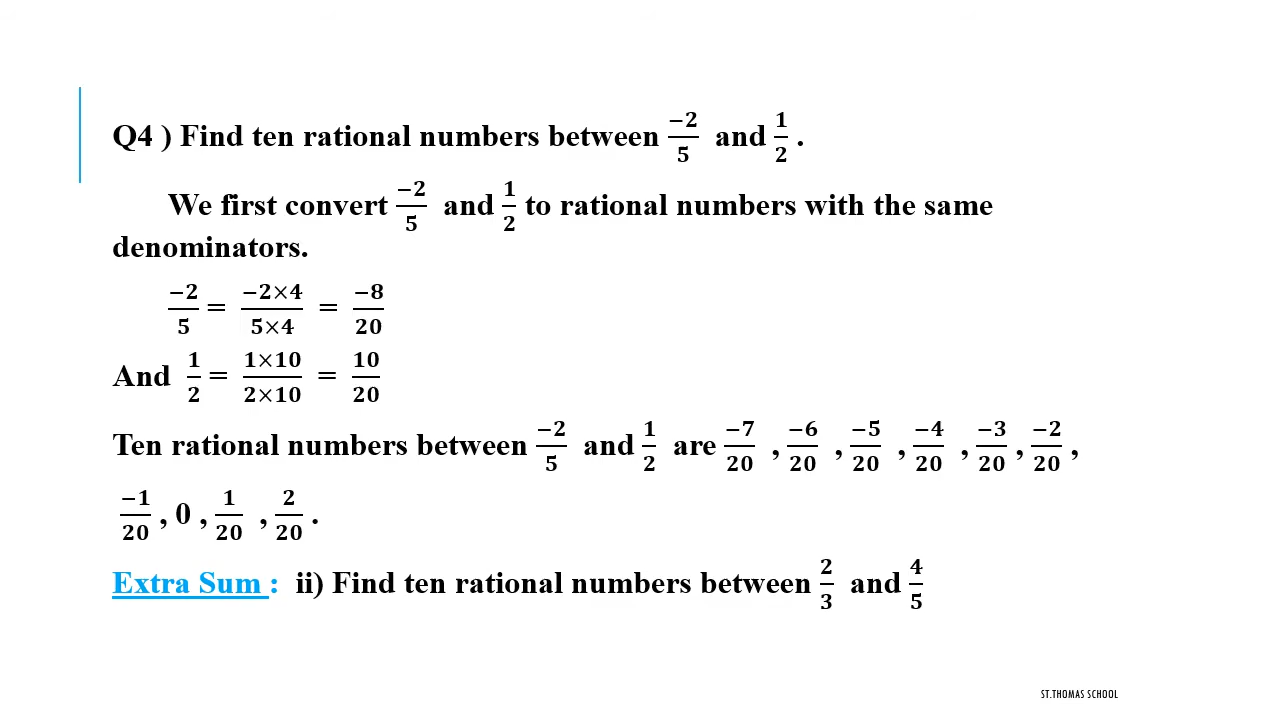 Q4 ) Find ten rational numbers between −2/5 and 1/2 .
We first convert −2/5 and 1/2 to rational numbers with the same
denominators.
−2/5 = −2×4/5×4 = −8/20
And 1/2 = 1×10/2×10 = 10/20
Ten rational numbers between −2/5 and 1/2 are −7/20 , −6/20 , −5/20 , −4/20 , −3/20 , −2/20 ,
−1/20 , 0 , 1/20 , 2/20 .
Extra Sum : ii) Find ten rational numbers between 2/3 and 4/5
ST.THOMAS SCHOOL